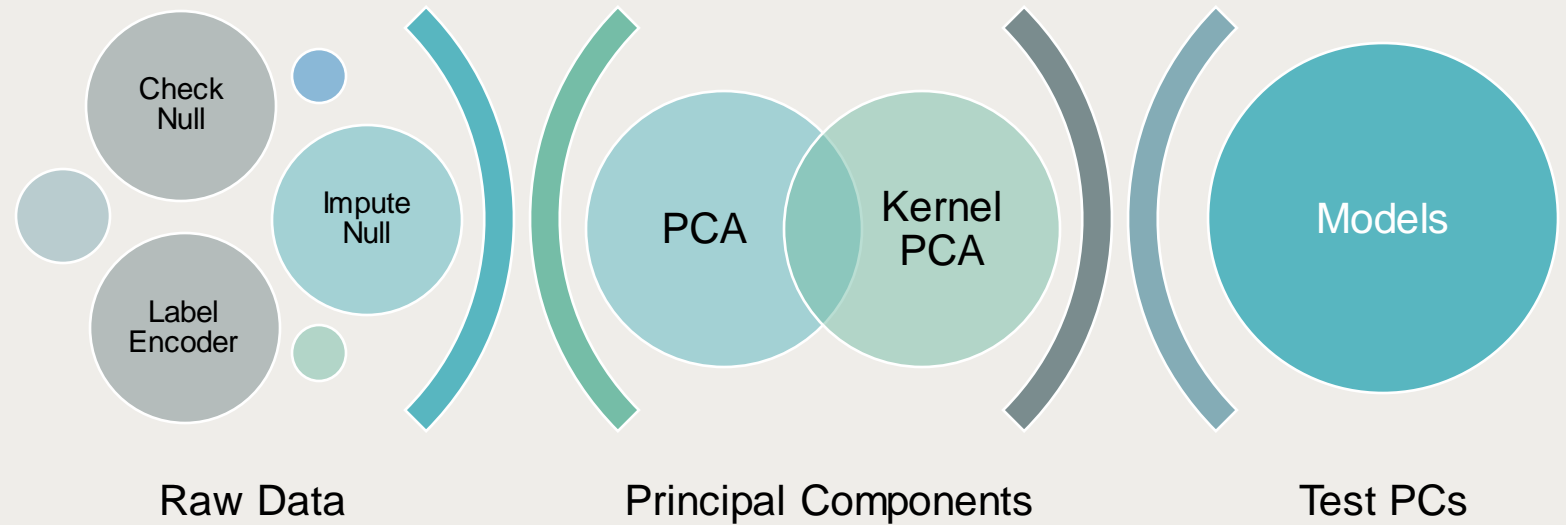 Check
Null
Impute
Null
Label
Encoder
PCA
Kernel
PCA
Models
Raw Data
Principal Components
Test PCs